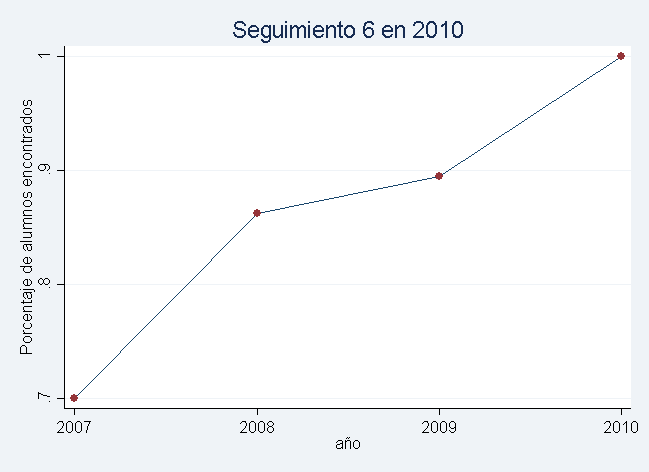 Seguimiento 6 en 2010
Porcentaje de alumnos encontrados
1
.9
.8
.7
2007 2008 2009 2010
año